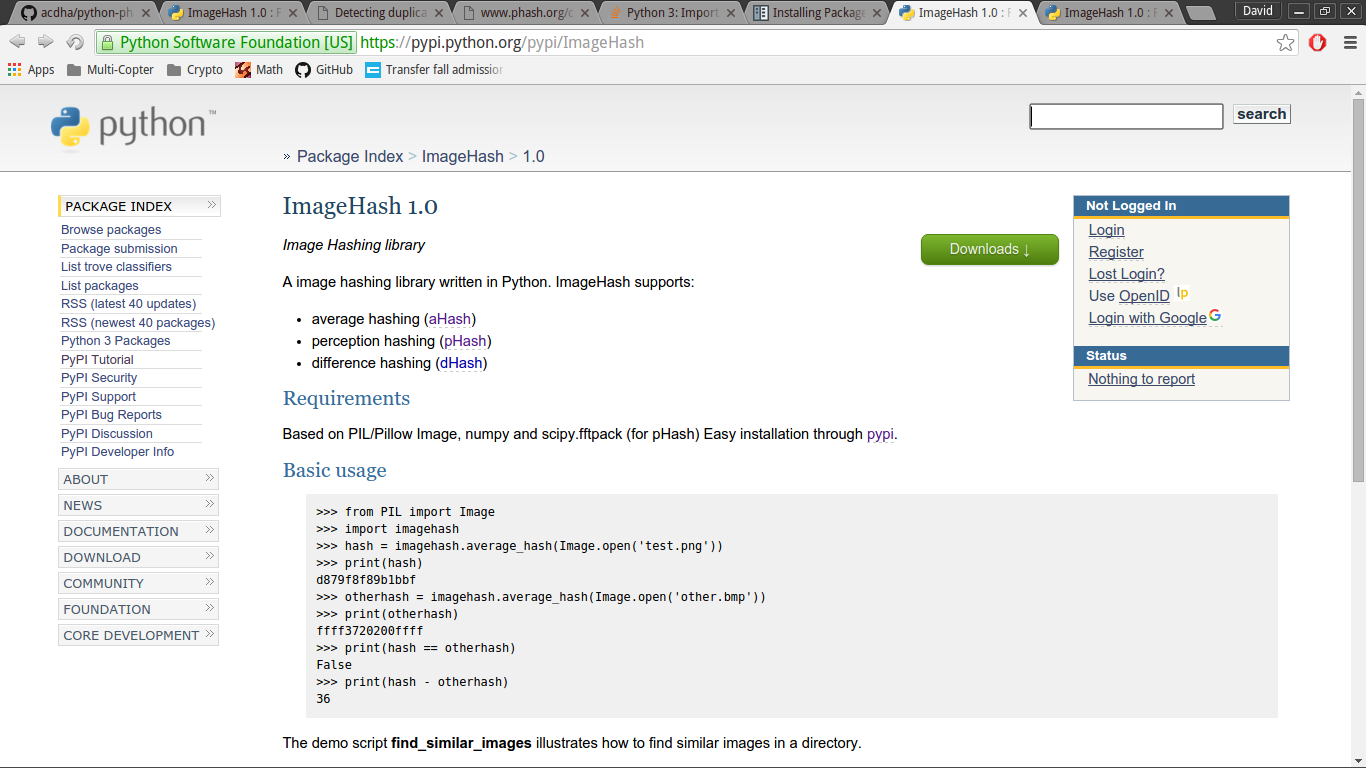 acdha/python-ph
ImageHash 1.0 : F
Detecting duplica
www.phash.org/d
Python 3: Import
Installing Package
ImageHash 1.0 : F
ImageHash 1.0 : F
David
Python Software Foundation [US] https://pypi.python.org/pypi/ImageHash
Apps Multi-Copter Crypto Math GitHub Transfer fall admission
python™
search
» Package Index > ImageHash > 1.0
PACKAGE INDEX »
Browse packages
Package submission
List trove classifiers
List packages
RSS (latest 40 updates)
RSS (newest 40 packages)
Python 3 Packages
PyPI Tutorial
PyPI Security
PyPI Support
PyPI Bug Reports
PyPI Discussion
PyPI Developer Info
ABOUT »
NEWS »
DOCUMENTATION »
DOWNLOAD »
COMMUNITY »
FOUNDATION »
CORE DEVELOPMENT »
ImageHash 1.0
Image Hashing library
Downloads ↓
A image hashing library written in Python. ImageHash supports:
• average hashing (aHash)
• perception hashing (pHash)
• difference hashing (dHash)
Requirements
Based on PIL/Pillow Image, numpy and scipy.fftpack (for pHash) Easy installation through pypi.
Basic usage
>>> from PIL import Image
>>> import imagehash
>>> hash = imagehash.average_hash(Image.open('test.png'))
>>> print(hash)
d879f8f89b1bbf
>>> otherhash = imagehash.average_hash(Image.open('other.bmp'))
>>> print(otherhash)
ffff3720200ffff
>>> print(hash == otherhash)
False
>>> print(hash - otherhash)
36
The demo script find_similar_images illustrates how to find similar images in a directory.
Not Logged In
Login
Register
Lost Login?
Use OpenID lp
Login with Google G
Status
Nothing to report